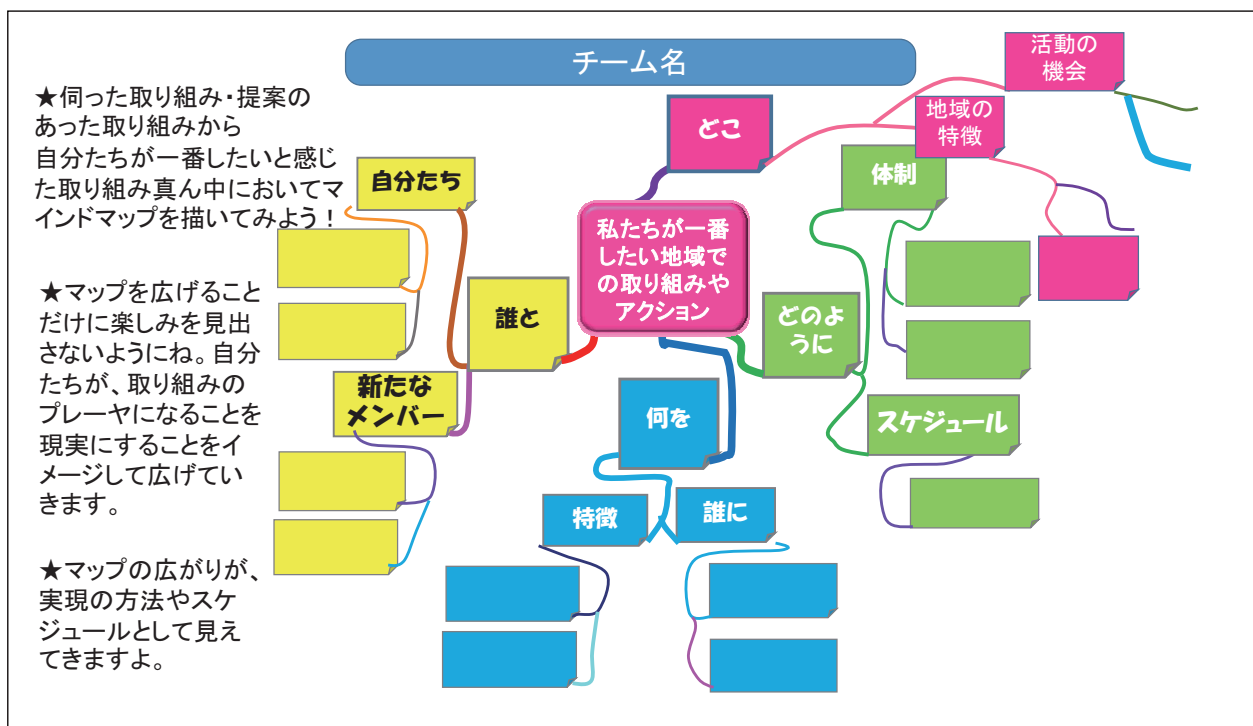 チーム名
★伺った取り組み・提案の
あった取り組みから
自分たちが一番したいと感じ
た取り組み真ん中においてマ
インドマップを描いてみよう！
★マップを広げること
だけに楽しみを見出
さないようにね。自分
たちが、取り組みの
プレーヤになることを
現実にすることをイ
メージして広げてい
きます。
★マップの広がりが、
実現の方法やスケ
ジュールとして見え
てきますよ。
私たちが一番
したい地域で
の取り組みや
アクション
どこ
活動の
機会
地域の
特徴
自分たち
誰と
新たな
メンバー
体制
どのよ
うに
スケジュール
何を
特徴
誰に